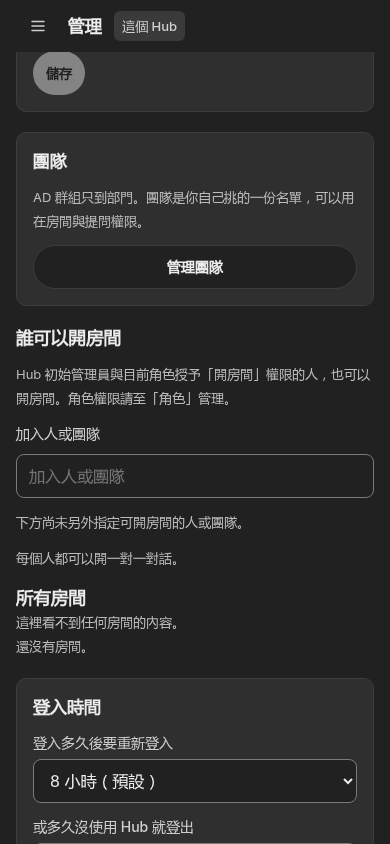 管理 這個 Hub
儲存
團隊
AD 群組只到部門。團隊是你自己挑的一份名單，可以用
在房間與提問權限。
管理團隊
誰可以開房間
Hub 初始管理員與目前角色授予「開房間」權限的人，也可以
開房間。角色權限請至「角色」管理。
加入人或團隊
加入人或團隊
下方尚未另外指定可開房間的人或團隊。
每個人都可以開一對一對話。
所有房間
這裡看不到任何房間的內容。
還沒有房間。
登入時間
登入多久後要重新登入
8 小時（預設）
或多久沒使用 Hub 就登出